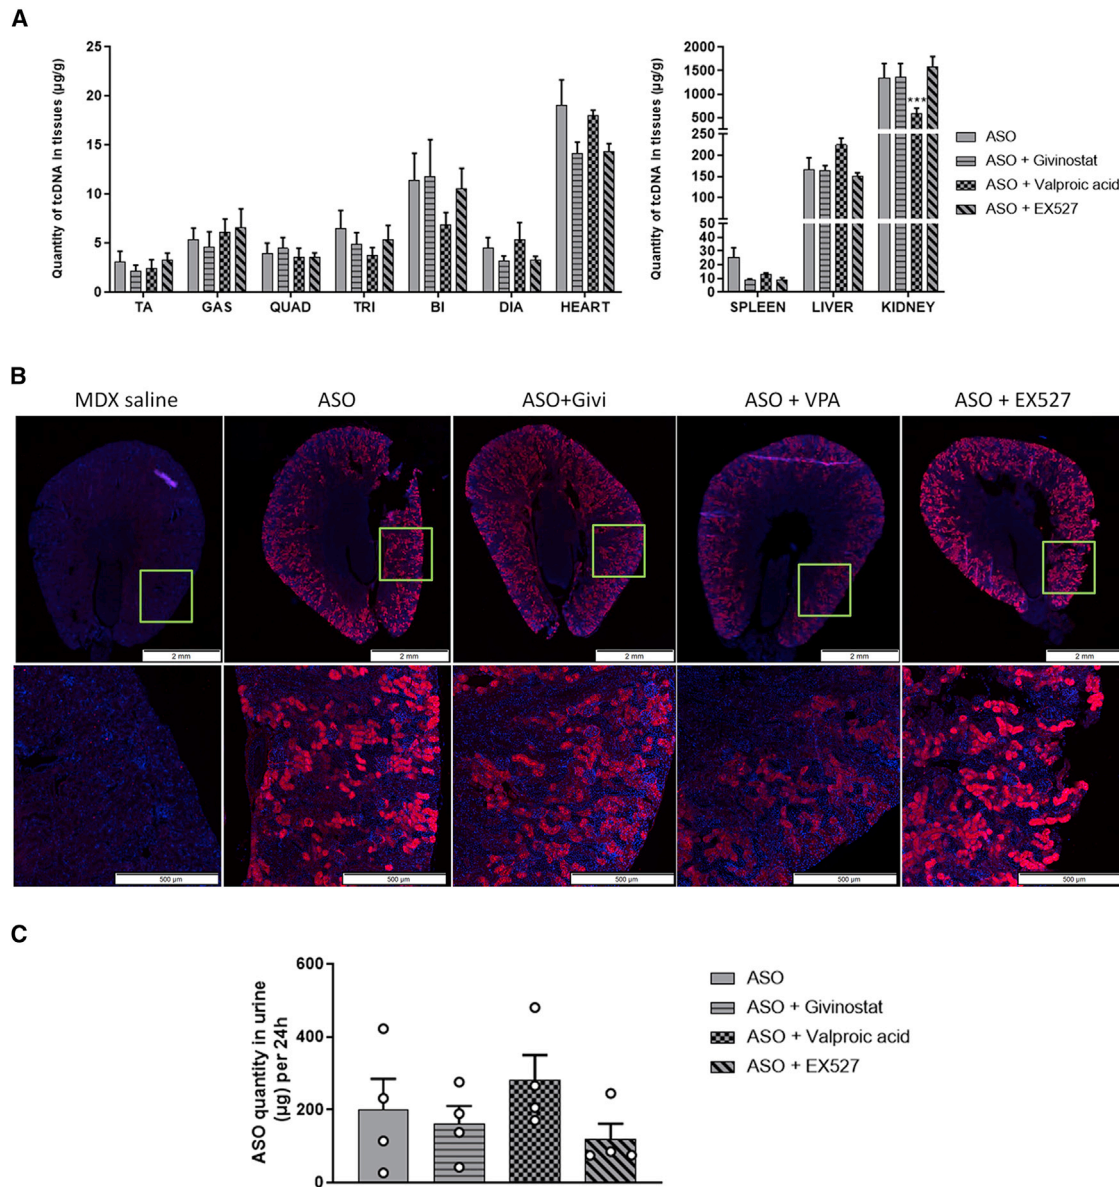 A
Quantity of tcDNA in tissues (µg/g)
25
20
15
10
5
0
TA GAS QUAD TRI BI DIA HEART
Quantity of tcDNA in tissues (µg/g)
2000
1500
1000
500
250
200
150
100
50
40
30
20
10
0
***
SPLEEN LIVER KIDNEY
ASO
ASO + Givinostat
ASO + Valproic acid
ASO + EX527
B
MDX saline ASO ASO+Givi ASO + VPA ASO + EX527
2 mm 2 mm 2 mm 2 mm 2 mm
500 µm 500 µm 500 µm 500 µm 500 µm
C
ASO quantity in urine
(µg) per 24h
600
400
200
0
ASO
ASO + Givinostat
ASO + Valproic acid
ASO + EX527